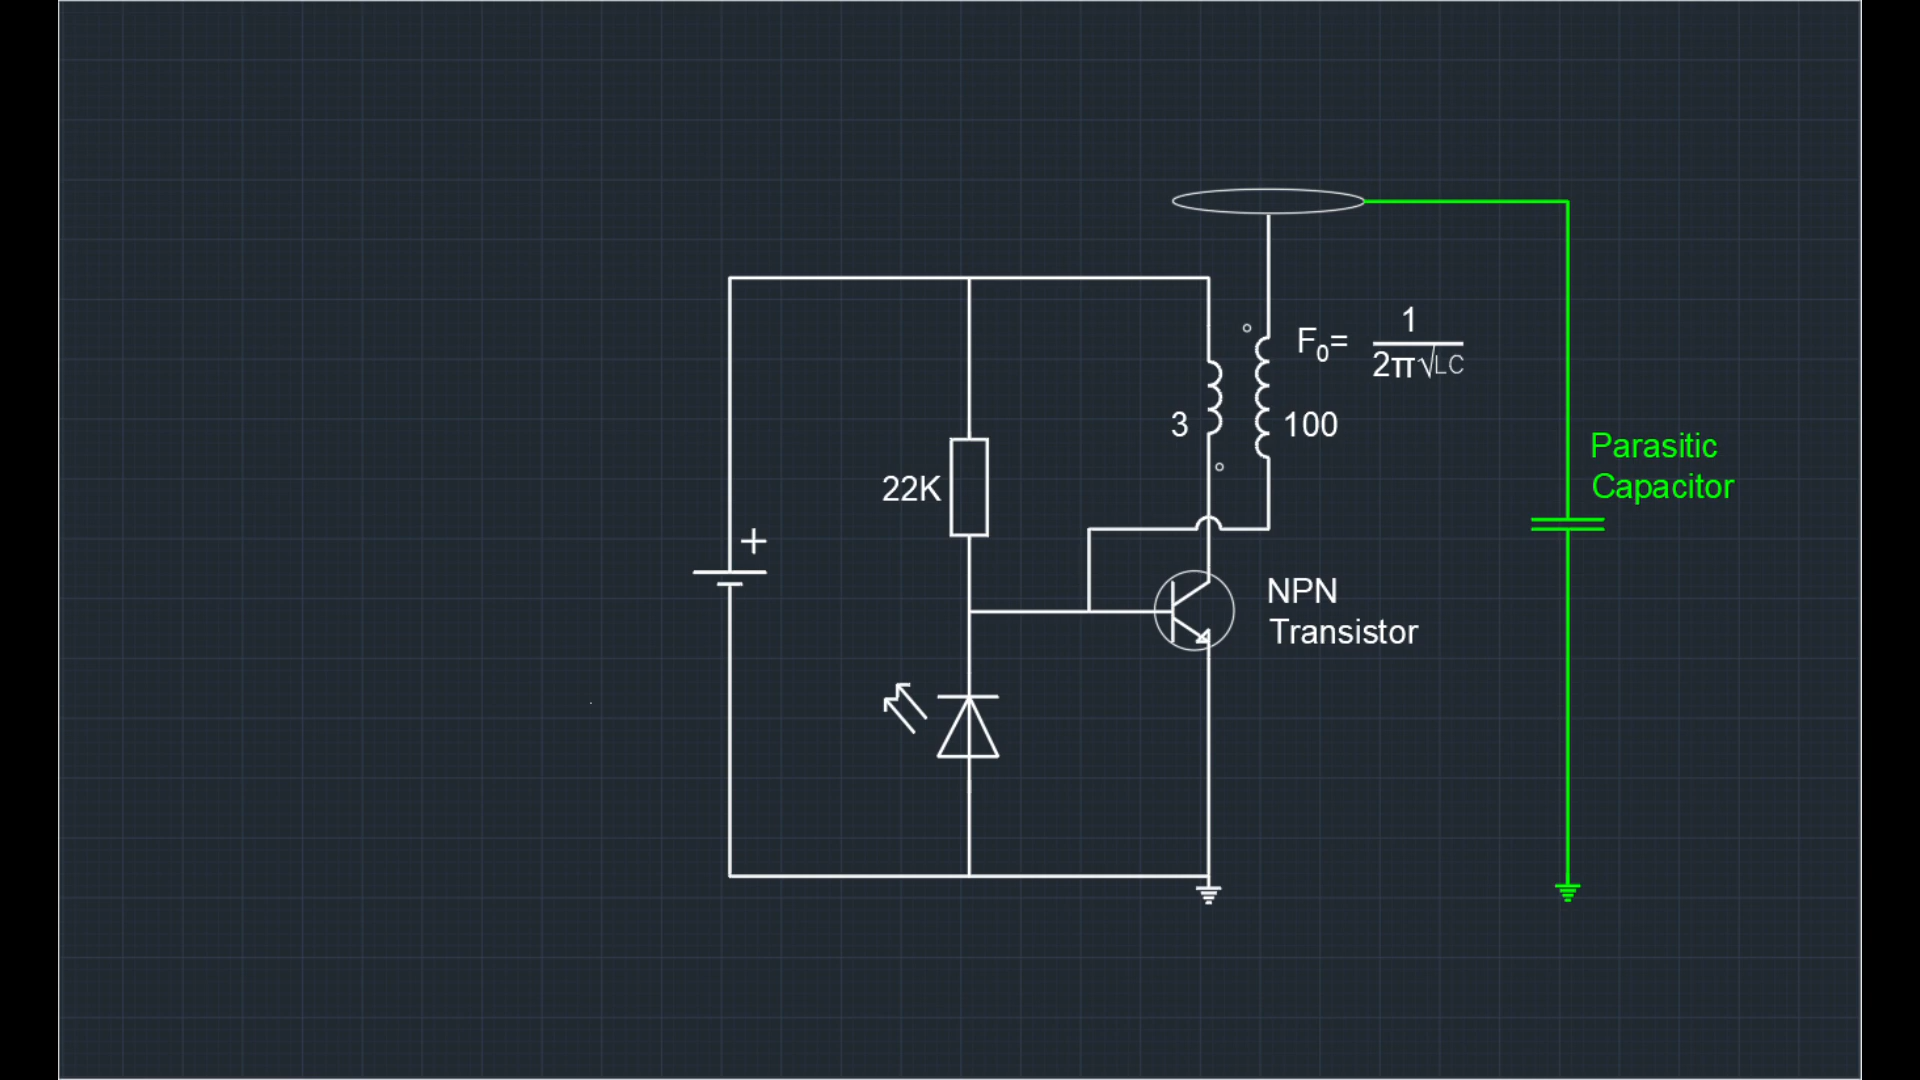 F₀= 1
2π√LC
3
100
22K
+
Parasitic
Capacitor
NPN
Transistor